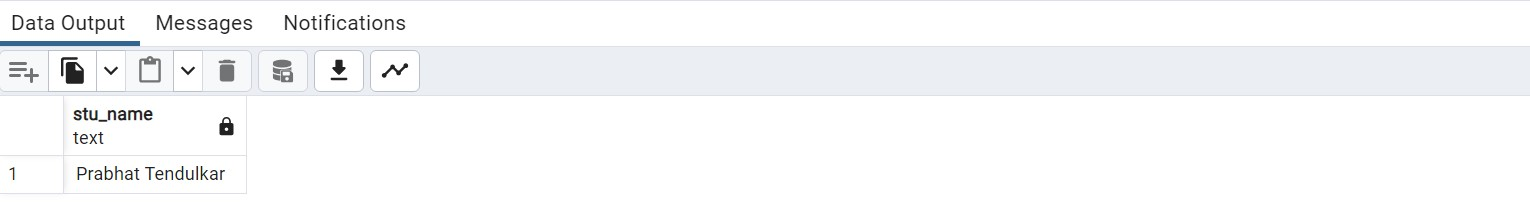 Data Output Messages Notifications
stu_name
text
1 Prabhat Tendulkar